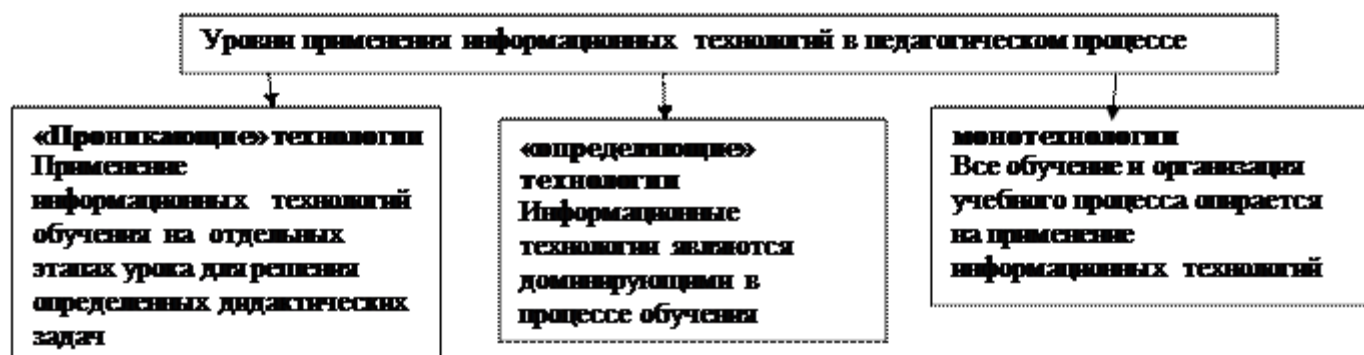 Уровни применения информационных технологий в педагогическом процессе
«Проникающие» технологии
Применение
информационных технологий
обучения на отдельных
этапах урока для решения
определенных дидактических
задач
«определяющие»
технологии
Информационные
технологии являются
доминирующими в
процессе обучения
монотехнологии
Все обучение и организация
учебного процесса опирается
на применение
информационных технологий